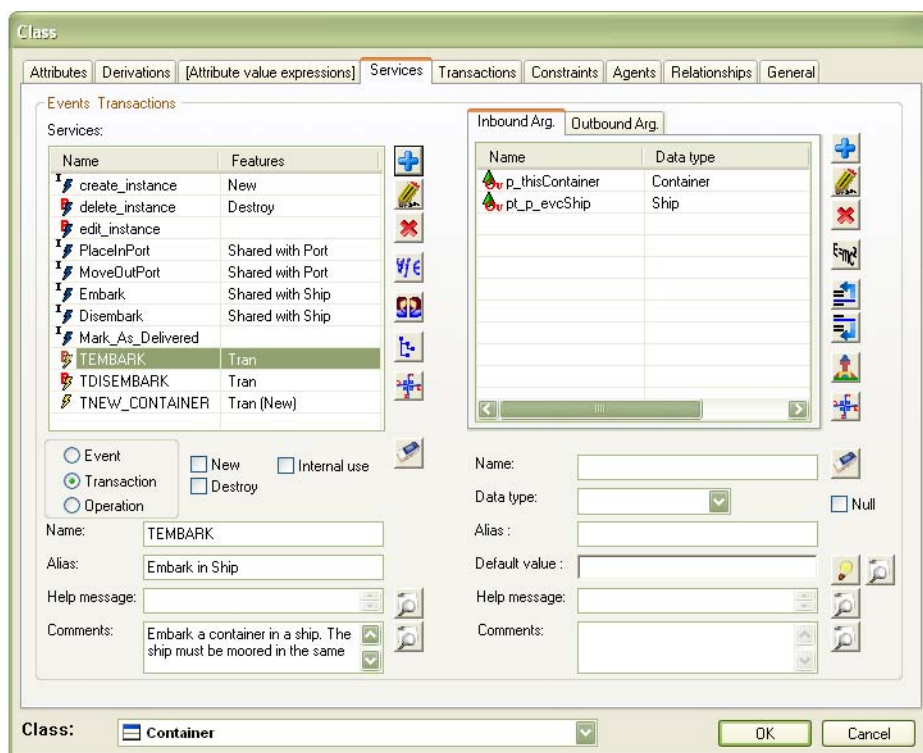 Class
Attributes Derivations [Attribute value expressions] Services Transactions Constraints Agents Relationships General
Events Transactions
Services:
Name Features
create_instance New
delete_instance Destroy
edit_instance
PlaceInPort Shared with Port
MoveOutPort Shared with Port
Embark Shared with Ship
Disembark Shared with Ship
Mark_As_Delivered
TEMBARK Tran
TDISEMBARK Tran
TNEW_CONTAINER Tran (New)
Inbound Arg. Outbound Arg.
Name Data type
p_thisContainer Container
pt_p_evcShip Ship
Event
Transaction
Operation
New
Destroy
Internal use
Name: TEMBARK
Alias: Embark in Ship
Help message:
Comments: Embark a container in a ship. The
ship must be moored in the same
Name:
Data type:
Null
Alias :
Default value :
Help message:
Comments:
Class: Container
OK Cancel